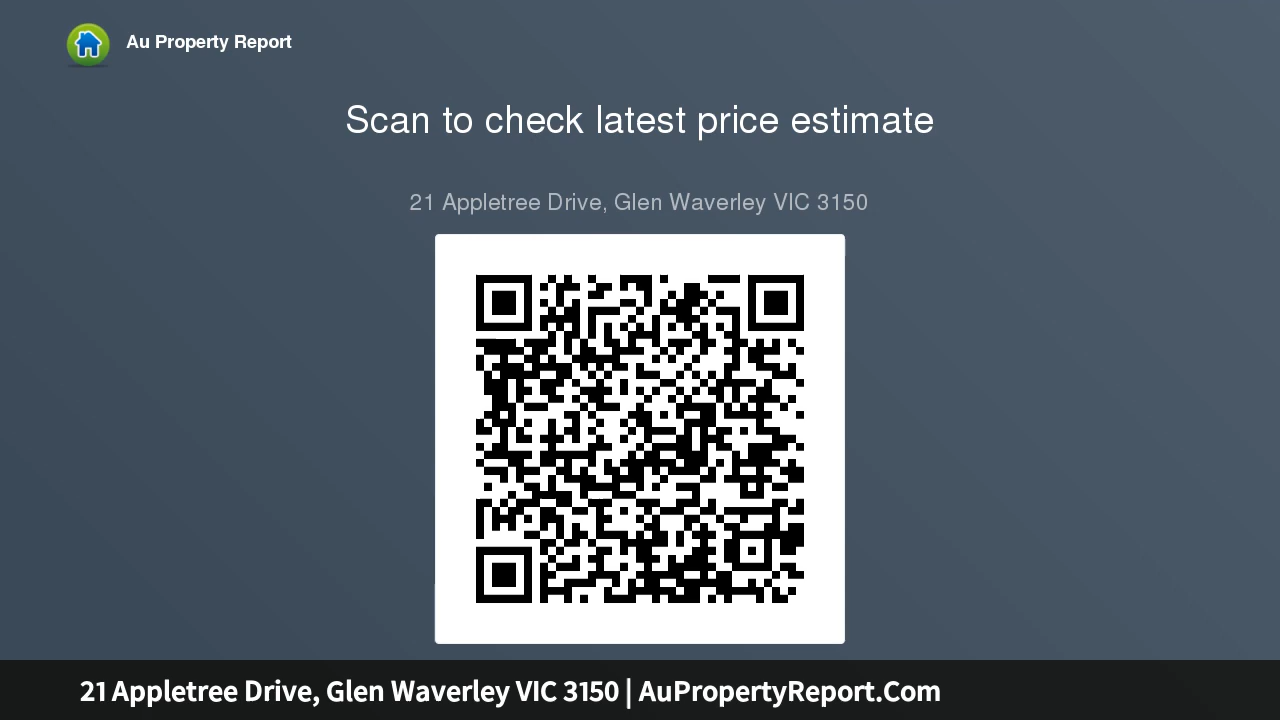 Au Property Report
Scan to check latest price estimate
21 Appletree Drive, Glen Waverley VIC 3150
21 Appletree Drive, Glen Waverley VIC 3150 | AuPropertyReport.Com